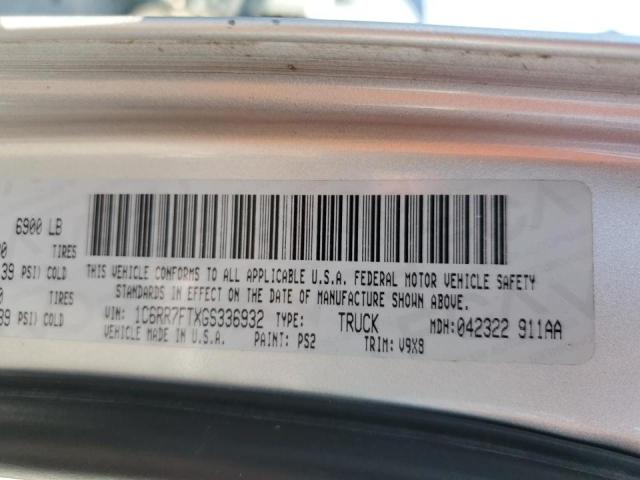 6900 LB
TIRES
39 PSI) COLD
TIRES
39 PSI) COLD
THIS VEHICLE CONFORMS TO ALL APPLICABLE U.S.A. FEDERAL MOTOR VEHICLE SAFETY
STANDARDS IN EFFECT ON THE DATE OF MANUFACTURE SHOWN ABOVE.
VIN: 1C6RR7FTXGS336932 TYPE: TRUCK MDH: 042322 911AA
VEHICLE MADE IN U.S.A. PAINT: PS2 TRIM: V9X8